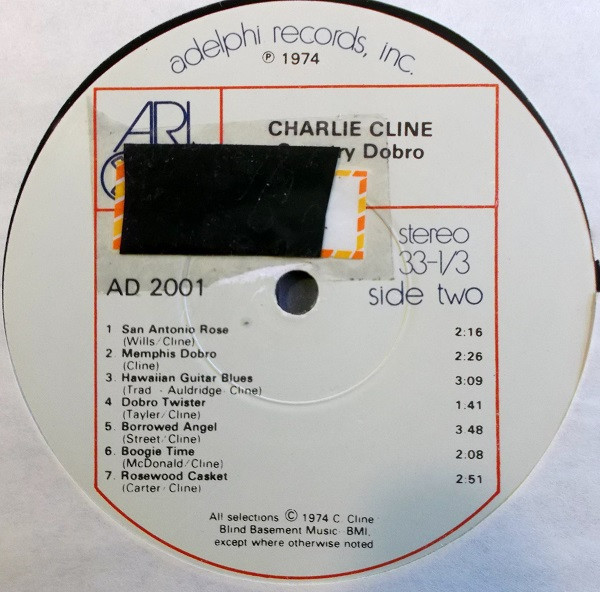 adelphi records, inc.
℗ 1974
ARI
CHARLIE CLINE
Dobro
stereo
33-1/3
AD 2001
side two
1 San Antonio Rose 2:16
(Wills/Cline)
2 Memphis Dobro 2:26
(Cline)
3. Hawaiian Guitar Blues 3:09
(Trad - Auldridge Cline)
4 Dobro Twister 1:41
(Tayler/Cline)
5. Borrowed Angel 3 48
(Street/Cline)
6. Boogie Time 2:08
(McDonald/Cline)
7. Rosewood Casket 2:51
(Carter Cline)
All selections © 1974 C. Cline
Blind Basement Music BMI,
except where otherwise noted